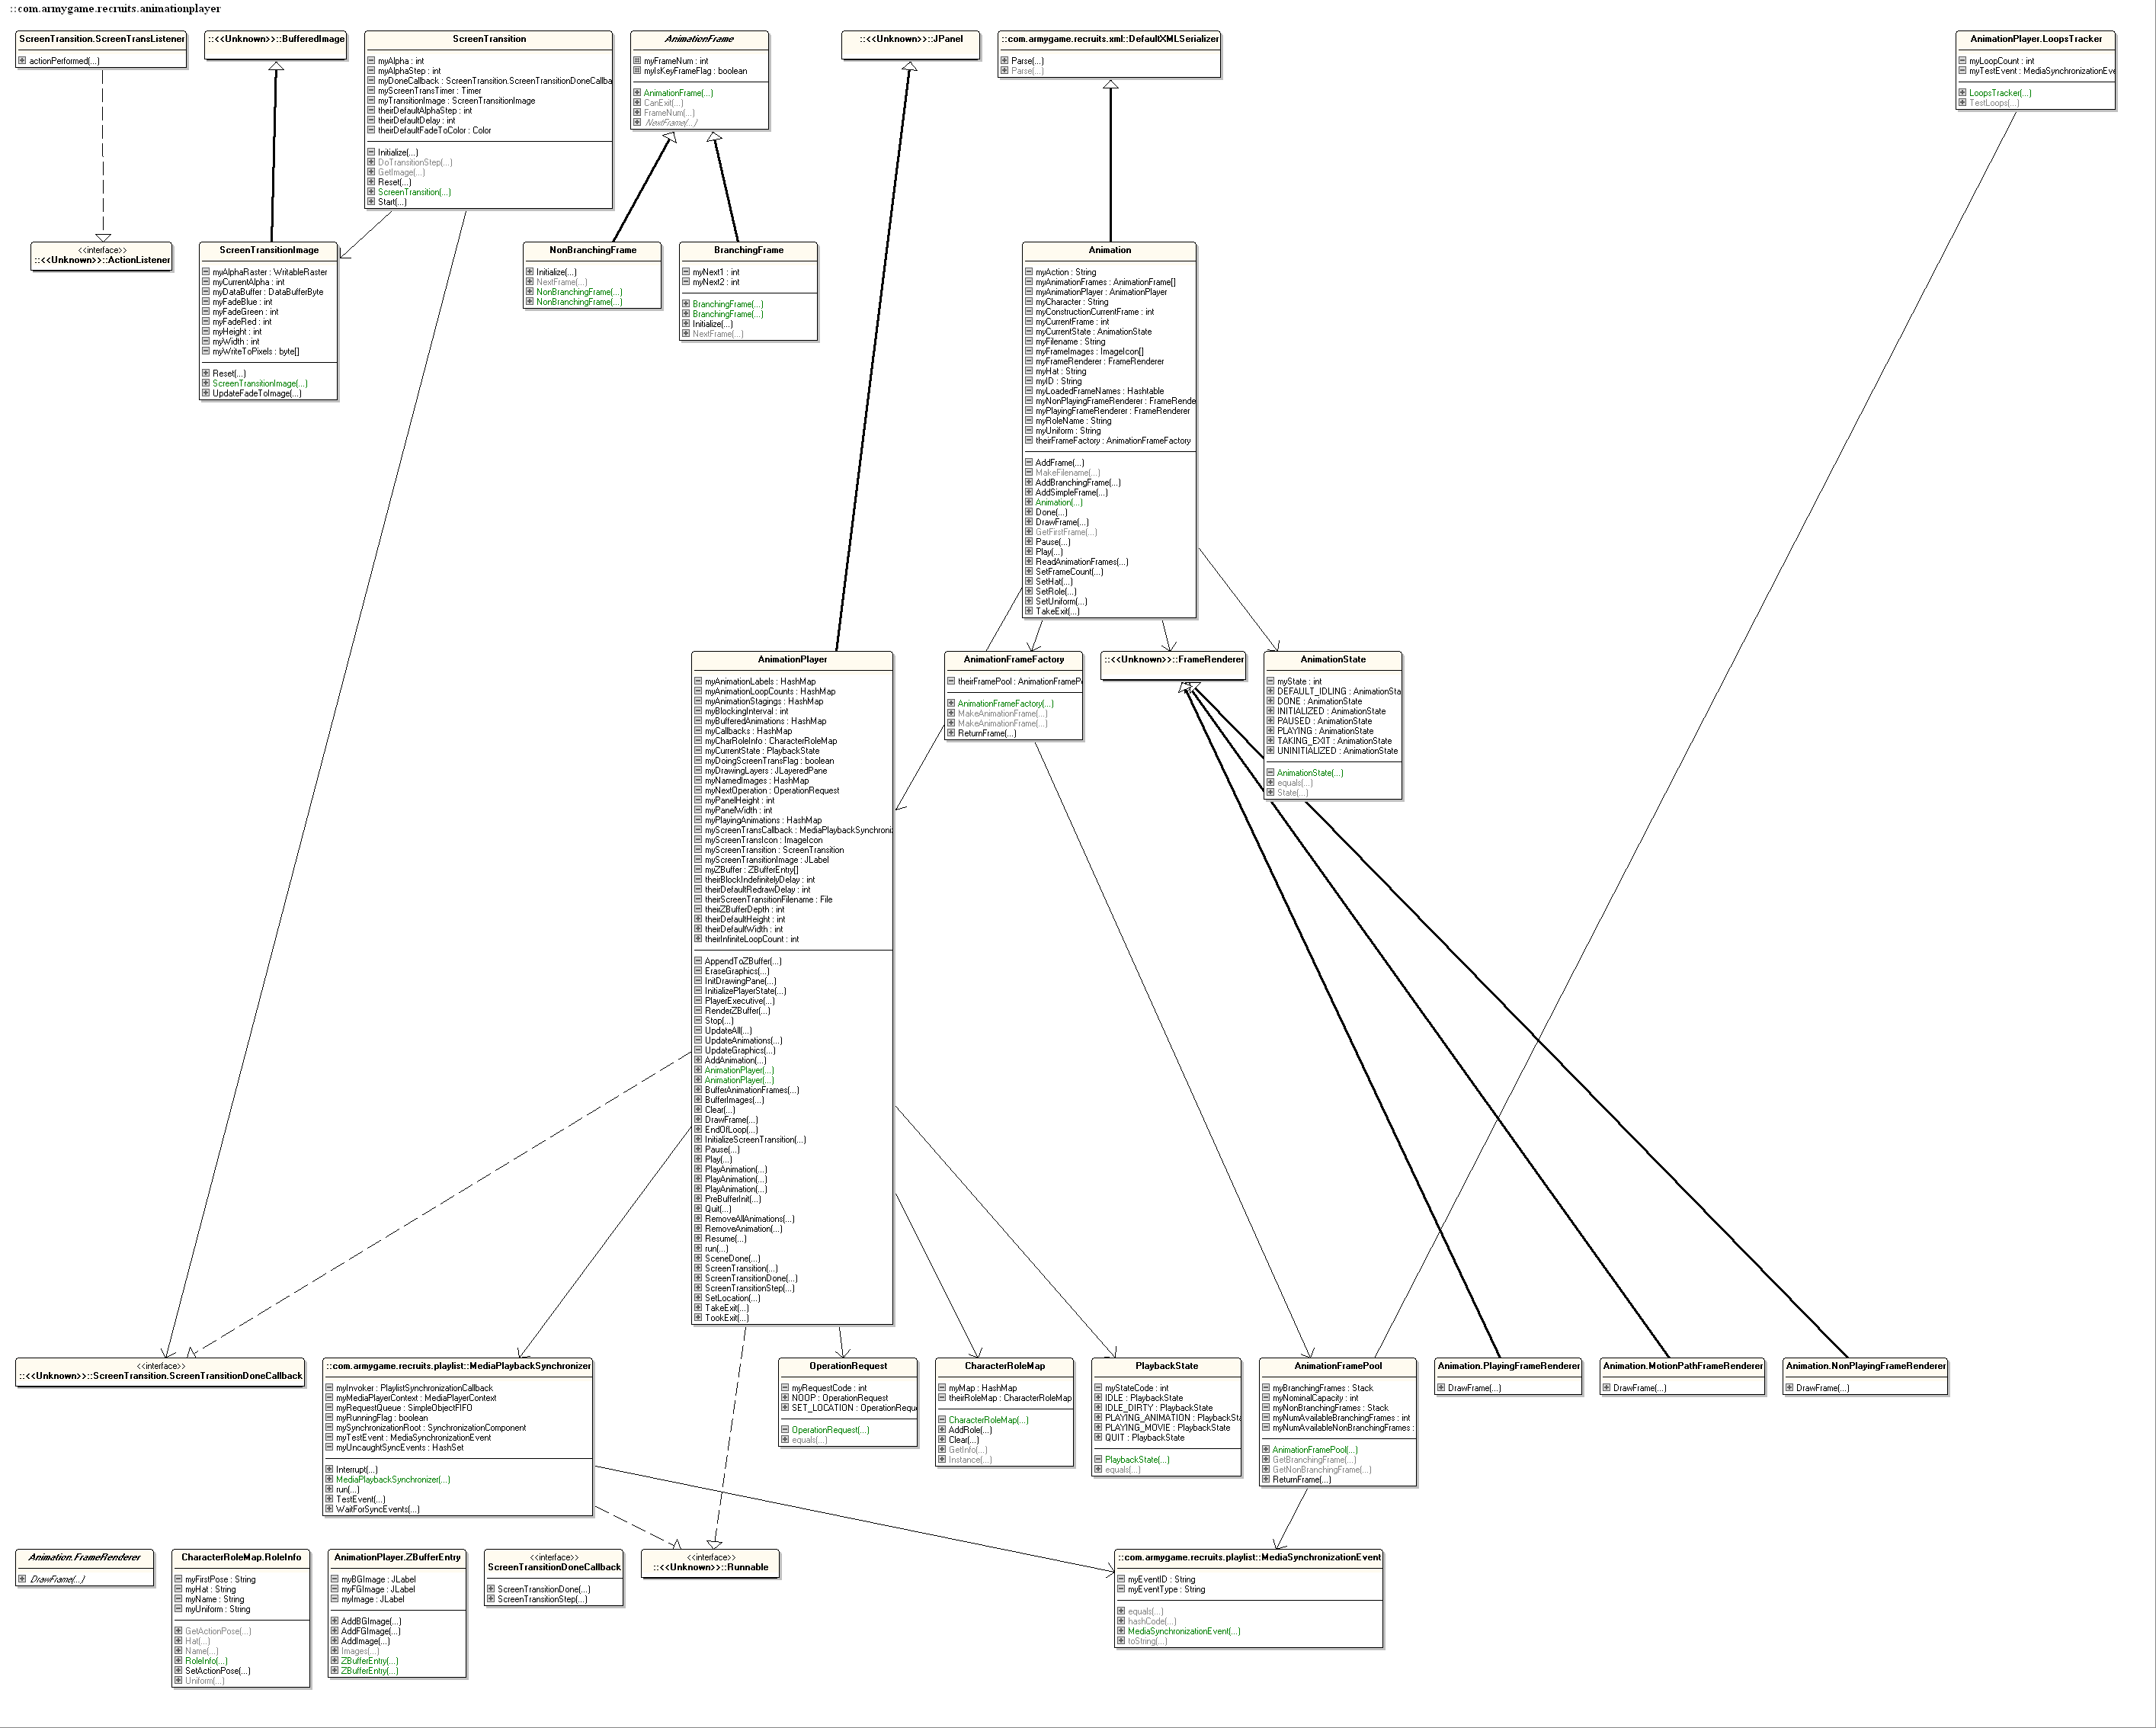 ::com.armygame.recruits.animationplayer
ScreenTransition.ScreenTransListener
actionPerformed(...)
::<<Unknown>>::BufferedImage
ScreenTransition
myAlpha : int
myAlphaStep : int
myDoneCallback : ScreenTransition.ScreenTransitionDoneCallba
myScreenTransTimer : Timer
myTransitionImage : ScreenTransitionImage
theirDefaultAlphaStep : int
theirDefaultDelay : int
theirDefaultFadeToColor : Color
Initialize(...)
DoTransitionStep(...)
GetImage(...)
Reset(...)
ScreenTransition(...)
Start(...)
AnimationFrame
myFrameNum : int
myIsKeyFrameFlag : boolean
AnimationFrame(...)
CanExit(...)
FrameNum(...)
NextFrame(...)
::<<Unknown>>::JPanel
::com.armygame.recruits.xml::DefaultXMLSerializer
Parse(...)
Parse(...)
AnimationPlayer.LoopsTracker
myLoopCount : int
myTestEvent : MediaSynchronizationEve
LoopsTracker(...)
TestLoops(...)
<<interface>>
::<<Unknown>>::ActionListener
ScreenTransitionImage
myAlphaRaster : WritableRaster
myCurrentAlpha : int
myDataBuffer : DataBufferByte
myFadeBlue : int
myFadeGreen : int
myFadeRed : int
myHeight : int
myWidth : int
myWriteToPixels : byte[]
Reset(...)
ScreenTransitionImage(...)
UpdateFadeToImage(...)
NonBranchingFrame
Initialize(...)
NextFrame(...)
NonBranchingFrame(...)
NonBranchingFrame(...)
BranchingFrame
myNext1 : int
myNext2 : int
BranchingFrame(...)
BranchingFrame(...)
Initialize(...)
NextFrame(...)
Animation
myAction : String
myAnimationFrames : AnimationFrame[]
myAnimationPlayer : AnimationPlayer
myCharacter : String
myConstructionCurrentFrame : int
myCurrentFrame : int
myCurrentState : AnimationState
myFilename : String
myFrameImages : ImageIcon[]
myFrameRenderer : FrameRenderer
myHat : String
myID : String
myLoadedFrameNames : Hashtable
myNonPlayingFrameRenderer : FrameRende
myPlayingFrameRenderer : FrameRenderer
myRoleName : String
myUniform : String
theirFrameFactory : AnimationFrameFactory
AddFrame(...)
MakeFilename(...)
AddBranchingFrame(...)
AddSimpleFrame(...)
Animation(...)
Done(...)
DrawFrame(...)
GetFirstFrame(...)
Pause(...)
Play(...)
ReadAnimationFrames(...)
SetFrameCount(...)
SetHat(...)
SetRole(...)
SetUniform(...)
TakeExit(...)
AnimationPlayer
myAnimationLabels : HashMap
myAnimationLoopCounts : HashMap
myAnimationStagings : HashMap
myBlockingInterval : int
myBufferedAnimations : HashMap
myCallbacks : HashMap
myCharRoleInfo : CharacterRoleMap
myCurrentState : PlaybackState
myDoingScreenTransFlag : boolean
myDrawingLayers : JLayeredPane
myNamedImages : HashMap
myNextOperation : OperationRequest
myPanelHeight : int
myPanelWidth : int
myPlayingAnimations : HashMap
myScreenTransCallback : MediaPlaybackSynchroni
myScreenTransIcon : ImageIcon
myScreenTransition : ScreenTransition
myScreenTransitionImage : JLabel
myZBuffer : ZBufferEntry[]
theirBlockIndefinitelyDelay : int
theirDefaultRedrawDelay : int
theirScreenTransitionFilename : File
theirZBufferDepth : int
theirDefaultHeight : int
theirDefaultWidth : int
theirInfiniteLoopCount : int
AppendToZBuffer(...)
EraseGraphics(...)
InitDrawingPane(...)
InitializePlayerState(...)
PlayerExecutive(...)
RenderZBuffer(...)
Stop(...)
UpdateAll(...)
UpdateAnimations(...)
UpdateGraphics(...)
AddAnimation(...)
AnimationPlayer(...)
AnimationPlayer(...)
BufferAnimationFrames(...)
BufferImages(...)
Clear(...)
DrawFrame(...)
EndOfLoop(...)
InitializeScreenTransition(...)
Pause(...)
Play(...)
PlayAnimation(...)
PlayAnimation(...)
PlayAnimation(...)
PreBufferInit(...)
Quit(...)
RemoveAllAnimations(...)
RemoveAnimation(...)
Resume(...)
run(...)
SceneDone(...)
ScreenTransition(...)
ScreenTransitionDone(...)
ScreenTransitionStep(...)
SetLocation(...)
TakeExit(...)
TookExit(...)
AnimationFrameFactory
theirFramePool : AnimationFrameP
AnimationFrameFactory(...)
MakeAnimationFrame(...)
MakeAnimationFrame(...)
ReturnFrame(...)
::<<Unknown>>::FrameRenderer
AnimationState
myState : int
DEFAULT_IDLING : AnimationSta
DONE : AnimationState
INITIALIZED : AnimationState
PAUSED : AnimationState
PLAYING : AnimationState
TAKING_EXIT : AnimationState
UNINITIALIZED : AnimationState
AnimationState(...)
equals(...)
State(...)
<<interface>>
::<<Unknown>>::ScreenTransition.ScreenTransitionDoneCallback
::com.armygame.recruits.playlist::MediaPlaybackSynchronizer
myInvoker : PlaylistSynchronizationCallback
myMediaPlayerContext : MediaPlayerContext
myRequestQueue : SimpleObjectFIFO
myRunningFlag : boolean
mySynchronizationRoot : SynchronizationComponent
myTestEvent : MediaSynchronizationEvent
myUncaughtSyncEvents : HashSet
Interrupt(...)
MediaPlaybackSynchronizer(...)
run(...)
TestEvent(...)
WaitForSyncEvents(...)
OperationRequest
myRequestCode : int
NOOP : OperationRequest
SET_LOCATION : OperationRequ
OperationRequest(...)
equals(...)
CharacterRoleMap
myMap : HashMap
theirRoleMap : CharacterRoleMap
CharacterRoleMap(...)
AddRole(...)
Clear(...)
GetInfo(...)
Instance(...)
PlaybackState
myStateCode : int
IDLE : PlaybackState
IDLE_DIRTY : PlaybackState
PLAYING_ANIMATION : PlaybackSta
PLAYING_MOVIE : PlaybackState
QUIT : PlaybackState
PlaybackState(...)
equals(...)
AnimationFramePool
myBranchingFrames : Stack
myNominalCapacity : int
myNonBranchingFrames : Stack
myNumAvailableBranchingFrames : int
myNumAvailableNonBranchingFrames :
AnimationFramePool(...)
GetBranchingFrame(...)
GetNonBranchingFrame(...)
ReturnFrame(...)
Animation.PlayingFrameRenderer
DrawFrame(...)
Animation.MotionPathFrameRenderer
DrawFrame(...)
Animation.NonPlayingFrameRenderer
DrawFrame(...)
Animation.FrameRenderer
DrawFrame(...)
CharacterRoleMap.RoleInfo
myFirstPose : String
myHat : String
myName : String
myUniform : String
GetActionPose(...)
Hat(...)
Name(...)
RoleInfo(...)
SetActionPose(...)
Uniform(...)
AnimationPlayer.ZBufferEntry
myBGImage : JLabel
myFGImage : JLabel
myImage : JLabel
AddBGImage(...)
AddFGImage(...)
AddImage(...)
Images(...)
ZBufferEntry(...)
ZBufferEntry(...)
<<interface>>
ScreenTransitionDoneCallback
ScreenTransitionDone(...)
ScreenTransitionStep(...)
<<interface>>
::<<Unknown>>::Runnable
::com.armygame.recruits.playlist::MediaSynchronizationEvent
myEventID : String
myEventType : String
equals(...)
hashCode(...)
MediaSynchronizationEvent(...)
toString(...)